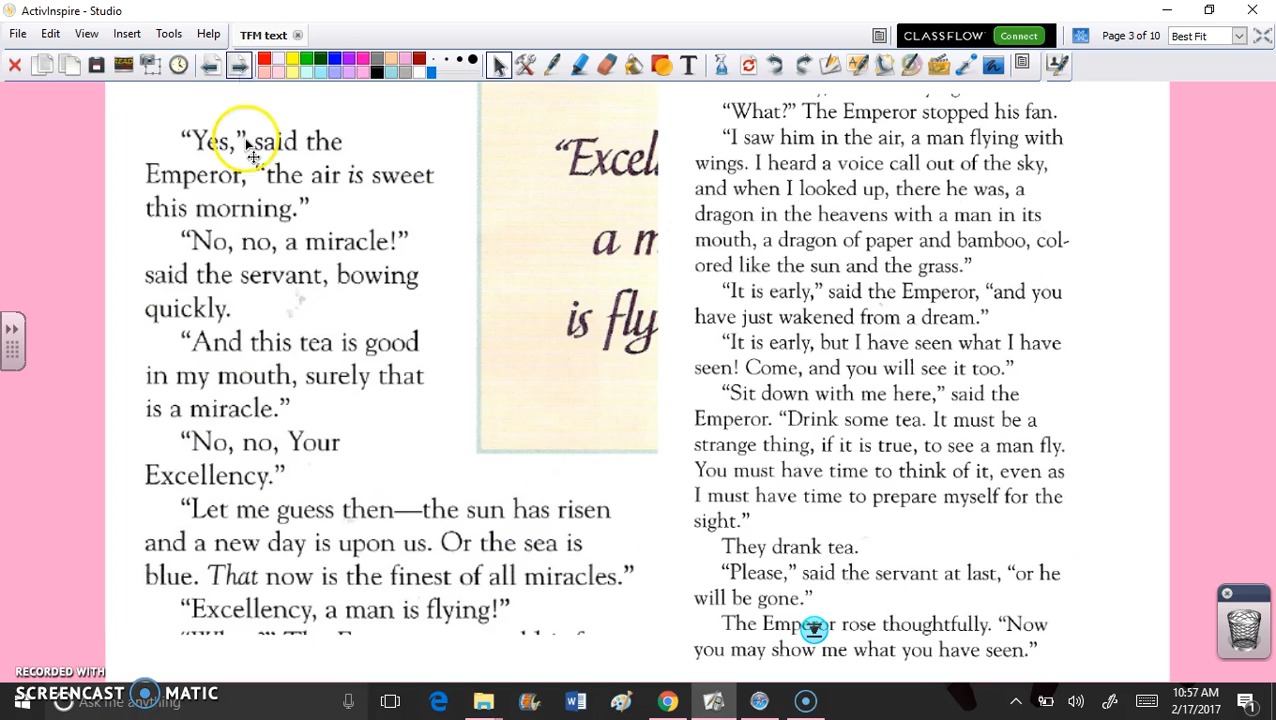 ActivInspire - Studio
File Edit View Insert Tools Help TFM text CLASSFLOW Connect Page 3 of 10 Best Fit
“Yes,” said the
Emperor, “the air is sweet
this morning.”
“No, no, a miracle!”
said the servant, bowing
quickly.
“And this tea is good
in my mouth, surely that
is a miracle.”
“No, no, Your
Excellency.”
“Let me guess then—the sun has risen
and a new day is upon us. Or the sea is
blue. That now is the finest of all miracles.”
“Excellency, a man is flying!”
“Excell
a m
is fly
“What?” The Emperor stopped his fan.
“I saw him in the air, a man flying with
wings. I heard a voice call out of the sky,
and when I looked up, there he was, a
dragon in the heavens with a man in its
mouth, a dragon of paper and bamboo, col-
ored like the sun and the grass.”
“It is early,” said the Emperor, “and you
have just wakened from a dream.”
“It is early, but I have seen what I have
seen! Come, and you will see it too.”
“Sit down with me here,” said the
Emperor. “Drink some tea. It must be a
strange thing, if it is true, to see a man fly.
You must have time to think of it, even as
I must have time to prepare myself for the
sight.”
They drank tea.
“Please,” said the servant at last, “or he
will be gone.”
The Emperor rose thoughtfully. “Now
you may show me what you have seen.”
RECORDED WITH
SCREENCAST MATIC
Ask me anything
10:57 AM
2/17/2017
1